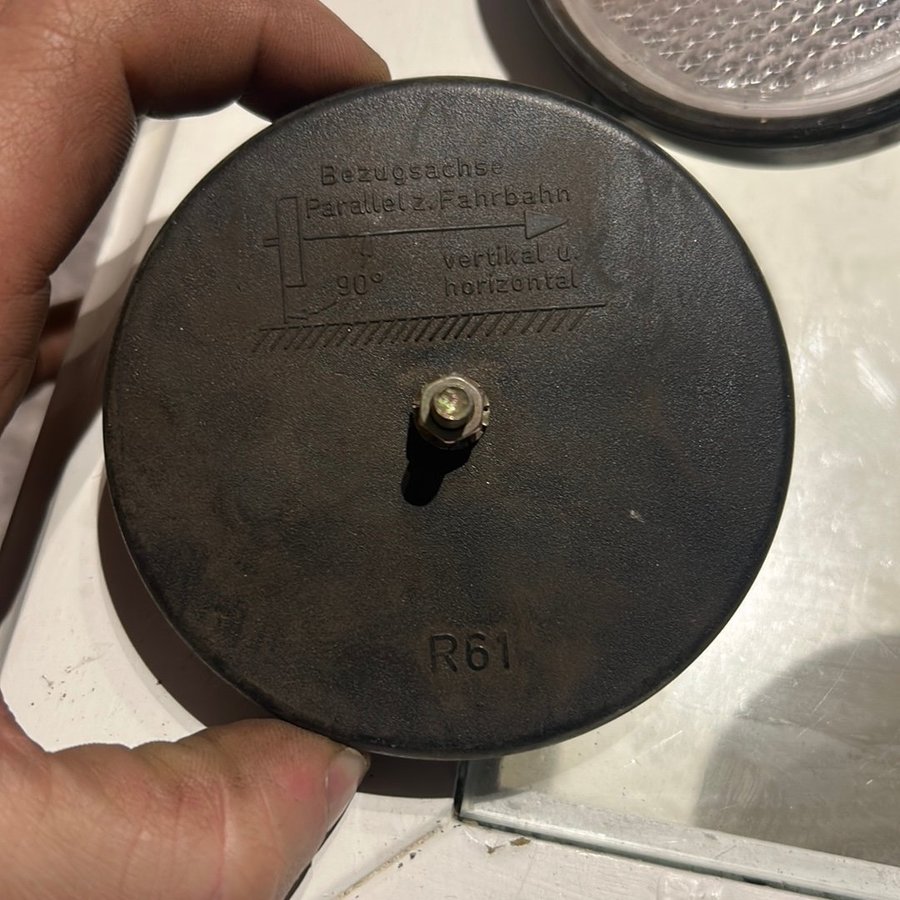 Bezugsachse
Parallel z. Fahrbahn
vertikal u.
90° horizontal
R61